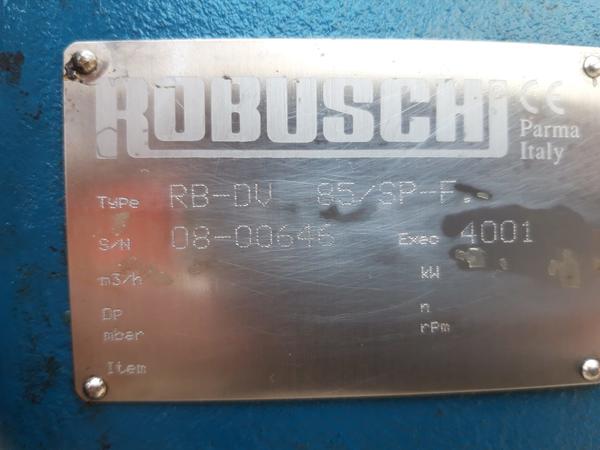 ROBUSCHI CE
Parma
Italy
Type RB-DV 85/SP-F.
S/N 08-00646 Exec 4001
m3/h kW
Dp n
mbar rPm
Item